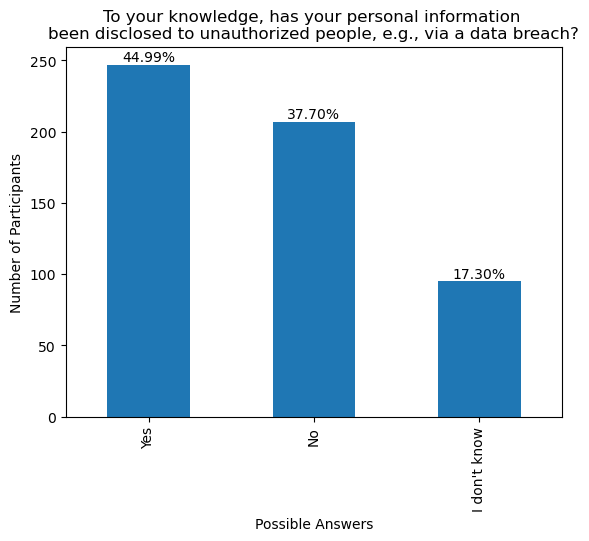 To your knowledge, has your personal information
been disclosed to unauthorized people, e.g., via a data breach?
Number of Participants
250
200
150
100
50
0
44.99%
37.70%
17.30%
Yes
No
I don't know
Possible Answers